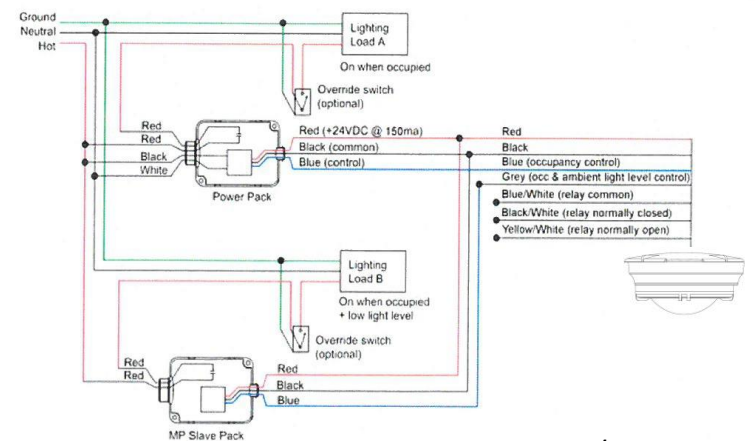 Ground
Neutral
Hot
Lighting
Load A
On when occupied
Override switch
(optional)
Red
Red
Black
White
Power Pack
Red (+24VDC @ 150ma)
Black (common)
Blue (control)
Red
Black
Blue (occupancy control)
Grey (occ & ambient light level control)
Blue/White (relay common)
Black/White (relay normally closed)
Yellow/White (relay normally open)
Lighting
Load B
On when occupied
+ low light level
Override switch
(optional)
Red
Red
MP Slave Pack
Red
Black
Blue